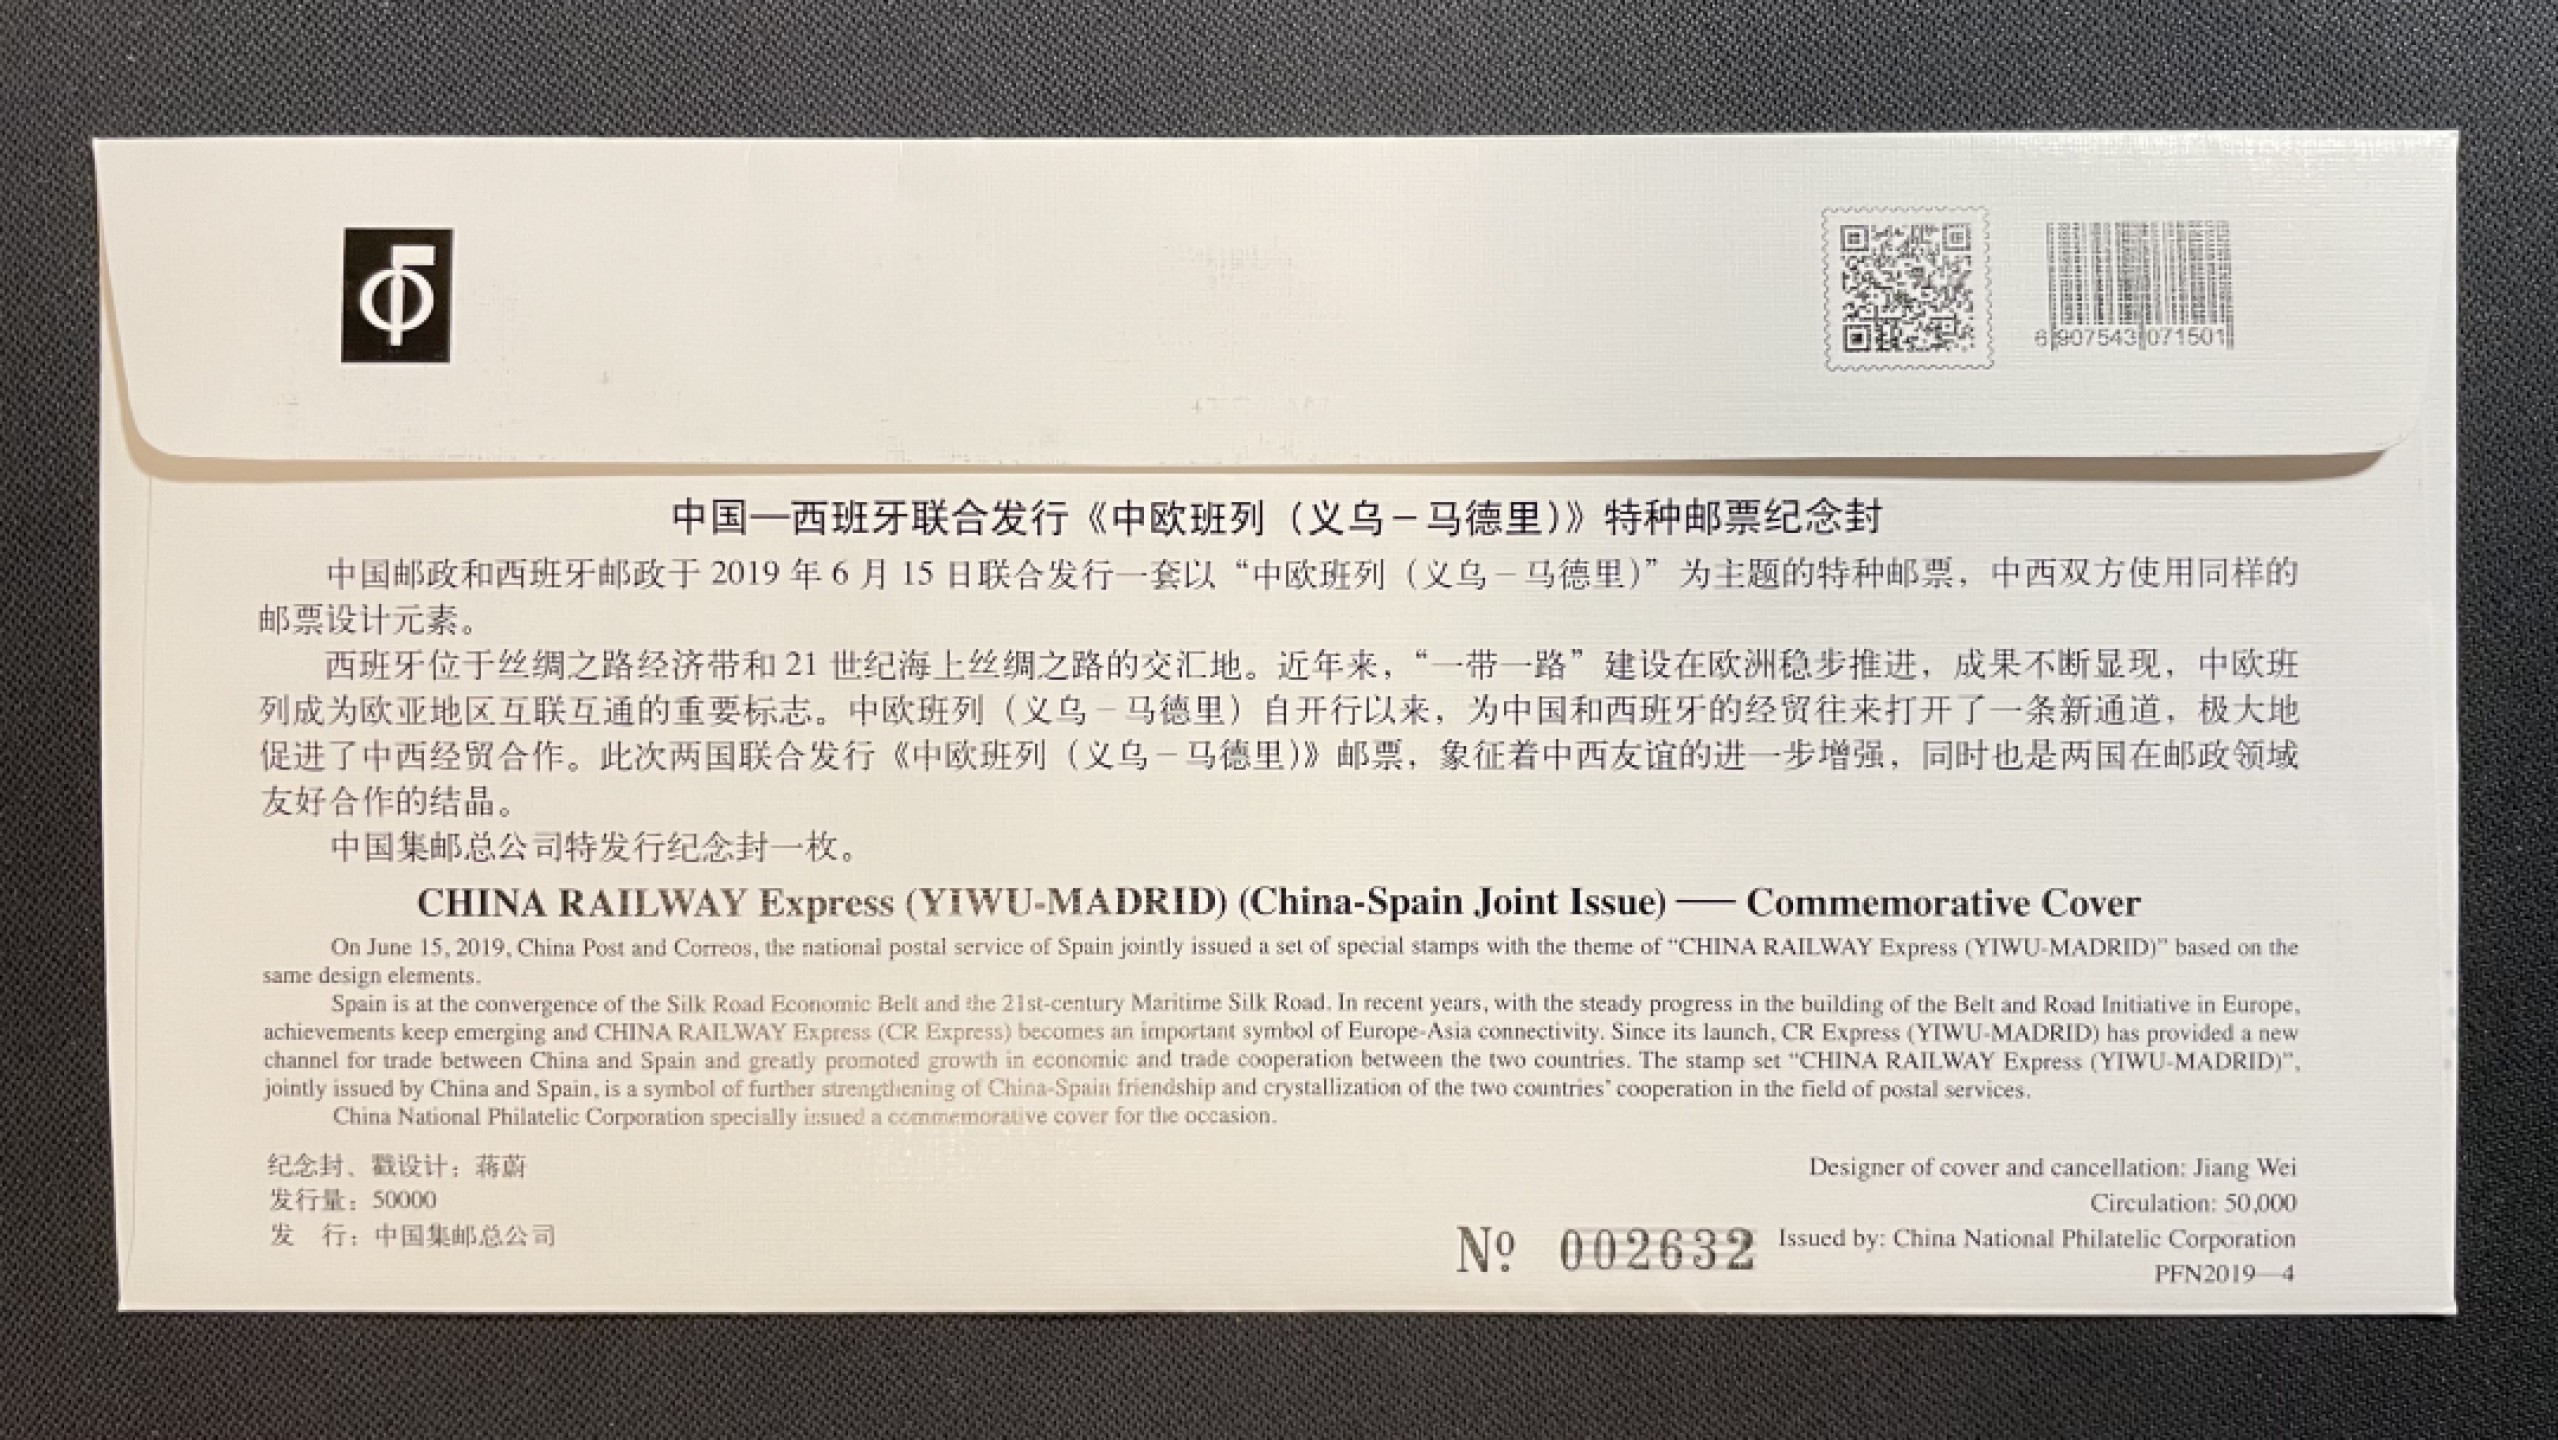 6 907543 071501
中国—西班牙联合发行《中欧班列（义乌－马德里）》特种邮票纪念封
中国邮政和西班牙邮政于 2019 年 6 月 15 日联合发行一套以“中欧班列（义乌－马德里）”为主题的特种邮票，中西双方使用同样的
邮票设计元素。
西班牙位于丝绸之路经济带和 21 世纪海上丝绸之路的交汇地。近年来，“一带一路”建设在欧洲稳步推进，成果不断显现，中欧班
列成为欧亚地区互联互通的重要标志。中欧班列（义乌－马德里）自开行以来，为中国和西班牙的经贸往来打开了一条新通道，极大地
促进了中西经贸合作。此次两国联合发行《中欧班列（义乌－马德里）》邮票，象征着中西友谊的进一步增强，同时也是两国在邮政领域
友好合作的结晶。
中国集邮总公司特发行纪念封一枚。
CHINA RAILWAY Express (YIWU-MADRID) (China-Spain Joint Issue) —— Commemorative Cover
On June 15, 2019, China Post and Correos, the national postal service of Spain jointly issued a set of special stamps with the theme of “CHINA RAILWAY Express (YIWU-MADRID)” based on the
same design elements.
Spain is at the convergence of the Silk Road Economic Belt and the 21st-century Maritime Silk Road. In recent years, with the steady progress in the building of the Belt and Road Initiative in Europe,
achievements keep emerging and CHINA RAILWAY Express (CR Express) becomes an important symbol of Europe-Asia connectivity. Since its launch, CR Express (YIWU-MADRID) has provided a new
channel for trade between China and Spain and greatly promoted growth in economic and trade cooperation between the two countries. The stamp set “CHINA RAILWAY Express (YIWU-MADRID)”,
jointly issued by China and Spain, is a symbol of further strengthening of China-Spain friendship and crystallization of the two countries’ cooperation in the field of postal services.
China National Philatelic Corporation specially issued a commemorative cover for the occasion.
纪念封、戳设计：蒋蔚
发行量：50000
发　行：中国集邮总公司
Designer of cover and cancellation: Jiang Wei
Circulation: 50,000
Issued by: China National Philatelic Corporation
PFN2019—4
Nº 002632